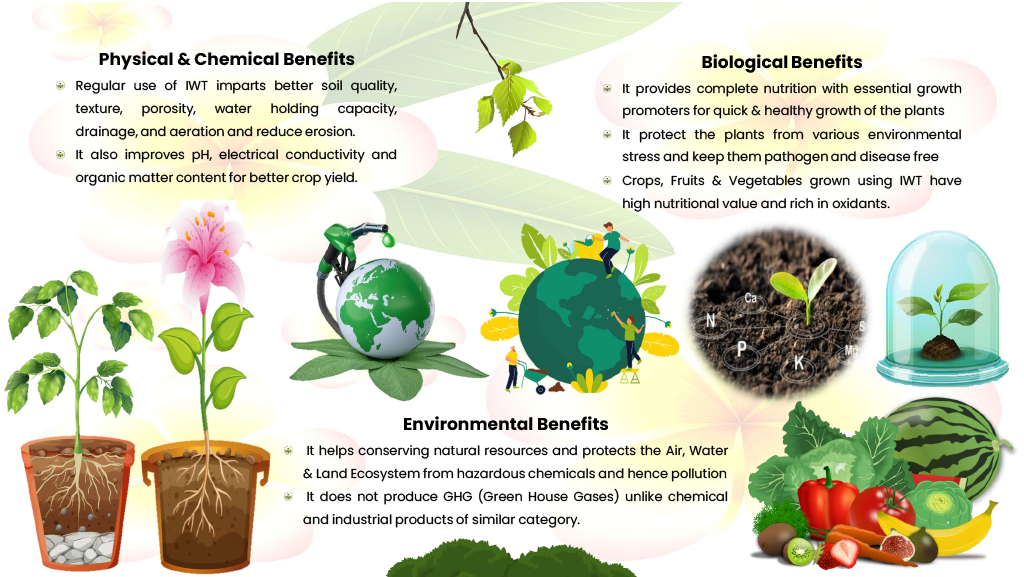 Physical & Chemical Benefits
Regular use of IWT imparts better soil quality,
texture, porosity, water holding capacity,
drainage, and aeration and reduce erosion.
It also improves pH, electrical conductivity and
organic matter content for better crop yield.
Biological Benefits
It provides complete nutrition with essential growth
promoters for quick & healthy growth of the plants
It protect the plants from various environmental
stress and keep them pathogen and disease free
Crops, Fruits & Vegetables grown using IWT have
high nutritional value and rich in oxidants.
Ca
N
S
P
K
Mg
Environmental Benefits
It helps conserving natural resources and protects the Air, Water
& Land Ecosystem from hazardous chemicals and hence pollution
It does not produce GHG (Green House Gases) unlike chemical
and industrial products of similar category.